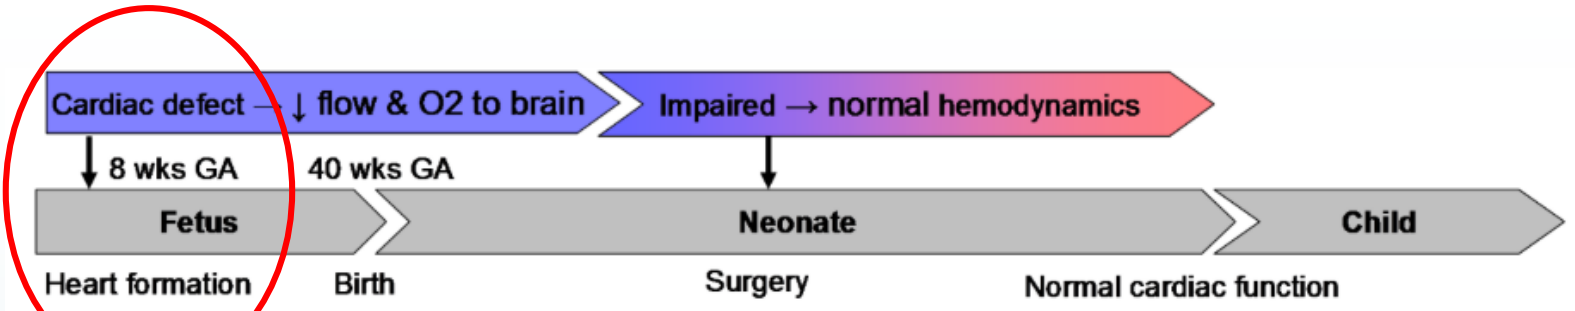 Cardiac defect → ↓ flow & O2 to brain
Impaired → normal hemodynamics
8 wks GA
40 wks GA
Fetus
Neonate
Child
Heart formation
Birth
Surgery
Normal cardiac function